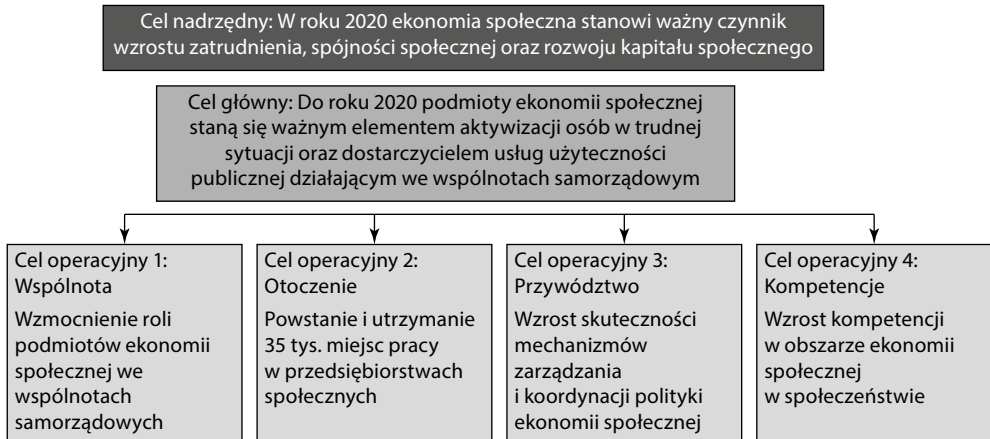 Cel nadrzędny: W roku 2020 ekonomia społeczna stanowi ważny czynnik
wzrostu zatrudnienia, spójności społecznej oraz rozwoju kapitału społecznego
Cel główny: Do roku 2020 podmioty ekonomii społecznej
staną się ważnym elementem aktywizacji osób w trudnej
sytuacji oraz dostarczycielem usług użyteczności
publicznej działającym we wspólnotach samorządowym
Cel operacyjny 1:
Wspólnota
Wzmocnienie roli
podmiotów ekonomii
społecznej we
wspólnotach
samorządowych
Cel operacyjny 2:
Otoczenie
Powstanie i utrzymanie
35 tys. miejsc pracy
w przedsiębiorstwach
społecznych
Cel operacyjny 3:
Przywództwo
Wzrost skuteczności
mechanizmów
zarządzania
i koordynacji polityki
ekonomii społecznej
Cel operacyjny 4:
Kompetencje
Wzrost kompetencji
w obszarze ekonomii
społecznej
w społeczeństwie